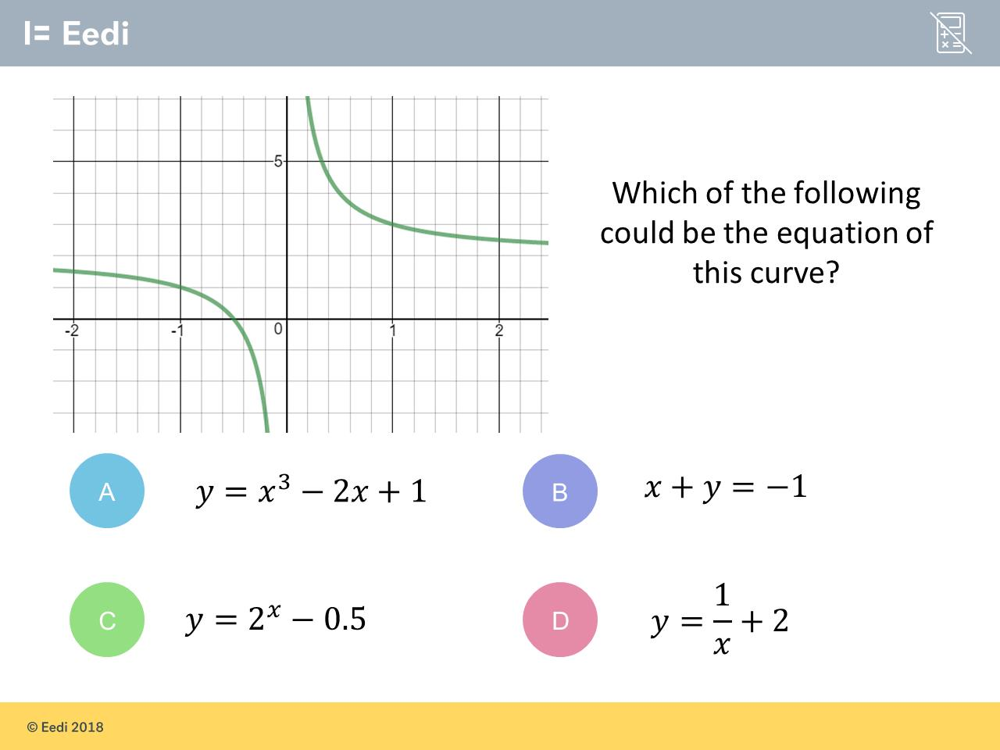 Eedi
5
-2
-1
0
1
2
Which of the following
could be the equation of
this curve?
A
y = x³ − 2x + 1
B
x + y = −1
C
y = 2ˣ − 0.5
D
y = 1/x + 2
© Eedi 2018